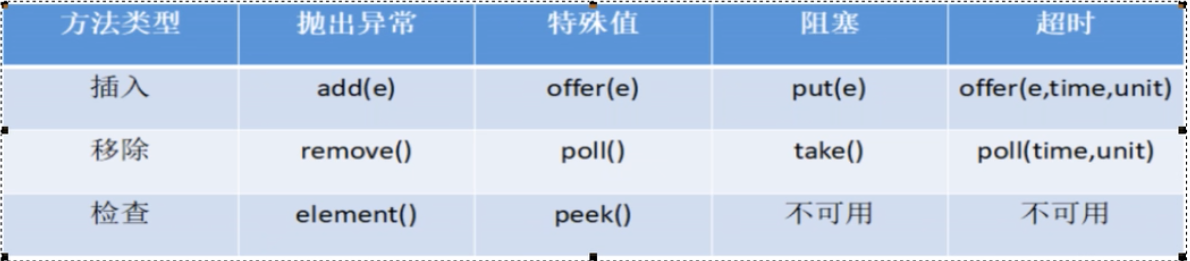 方法类型 抛出异常 特殊值 阻塞 超时
插入 add(e) offer(e) put(e) offer(e,time,unit)
移除 remove() poll() take() poll(time,unit)
检查 element() peek() 不可用 不可用